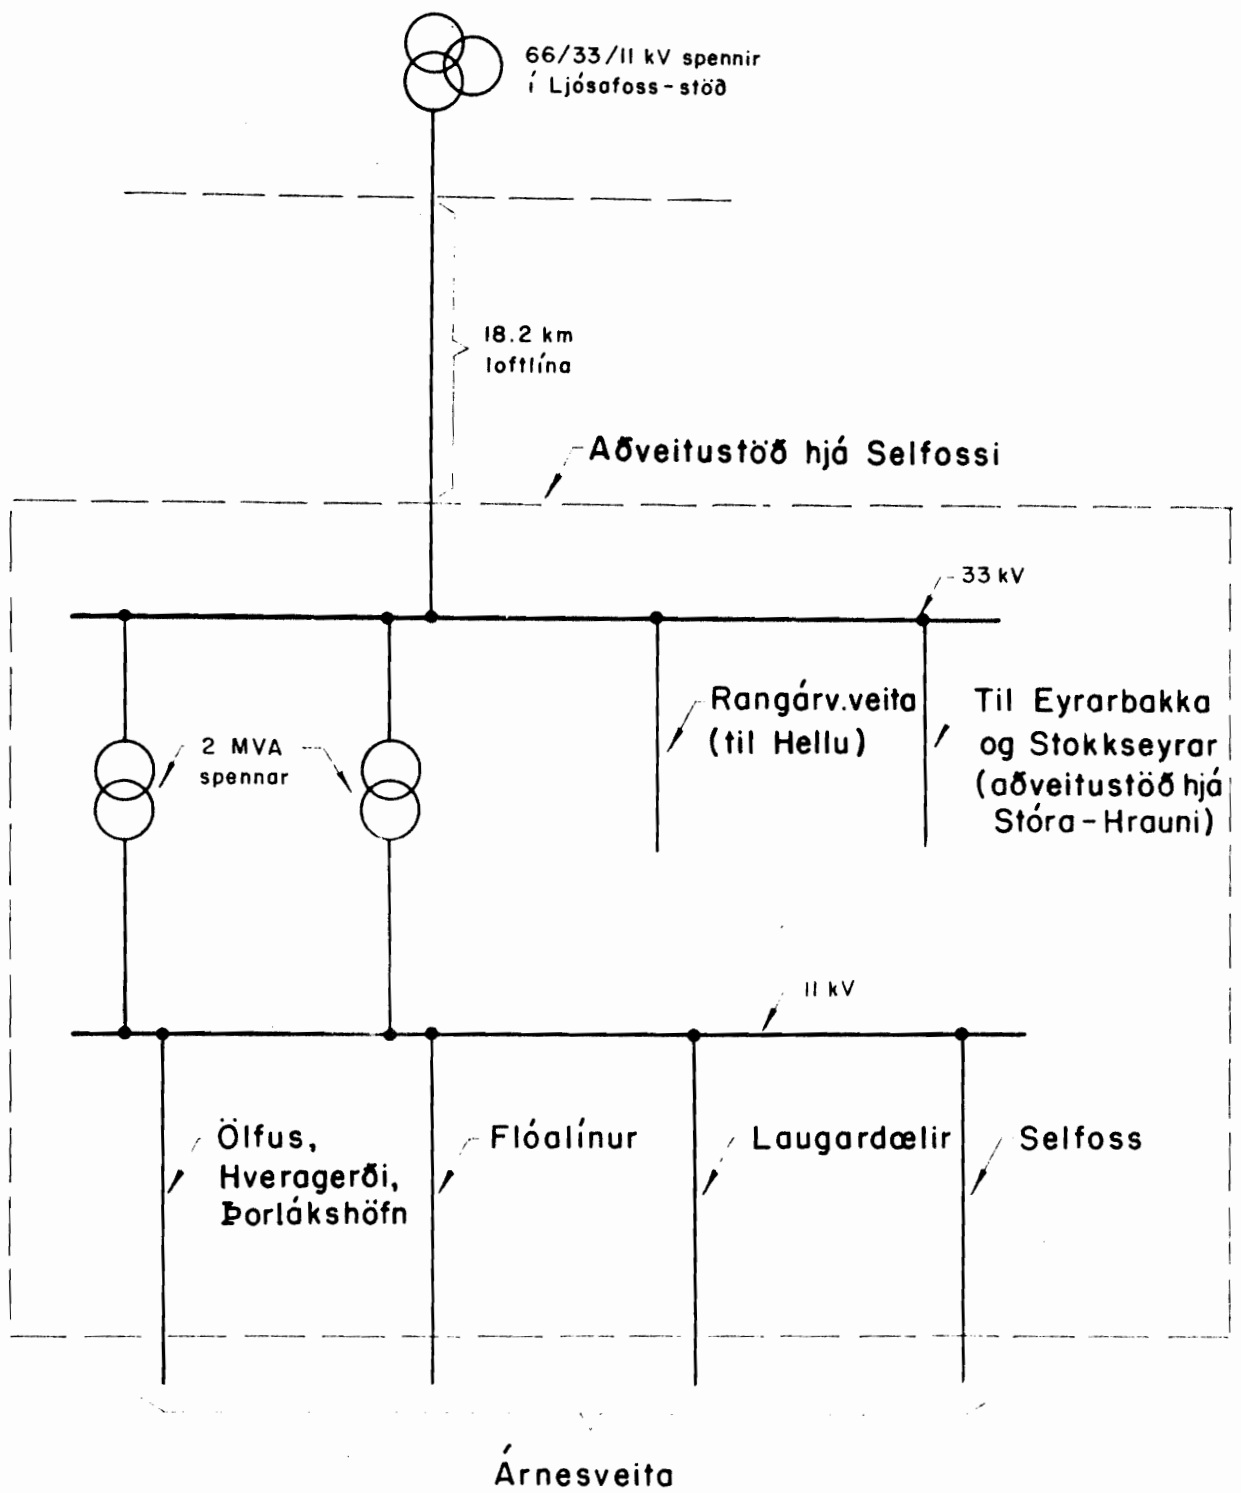 66/33/11 kV spennir
í Ljósafoss-stöð
18.2 km
loftlína
Aðveitustöð hjá Selfossi
33 kV
Rangárv.veita
(til Hellu)
Til Eyrarbakka
og Stokkseyrar
(aðveitustöð hjá
Stóra-Hrauni)
2 MVA
spennar
11 kV
Ölfus,
Hveragerði,
Þorlákshöfn
Flóalínur
Laugardælir
Selfoss
Árnesveita